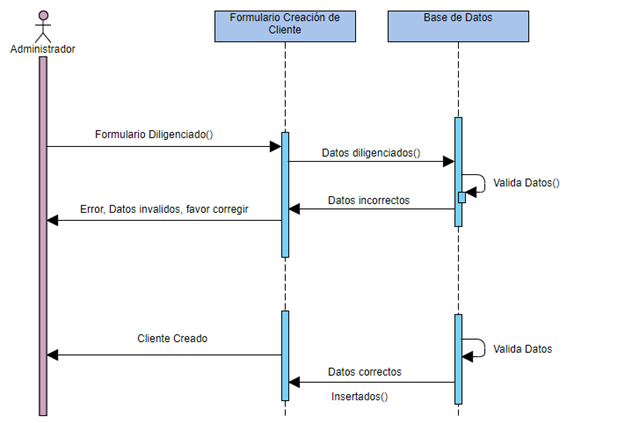 Formulario Creación de
Cliente
Base de Datos
Administrador
Formulario Diligenciado()
Datos diligenciados()
Valida Datos()
Datos incorrectos
Error, Datos invalidos, favor corregir
Cliente Creado
Valida Datos
Datos correctos
Insertados()